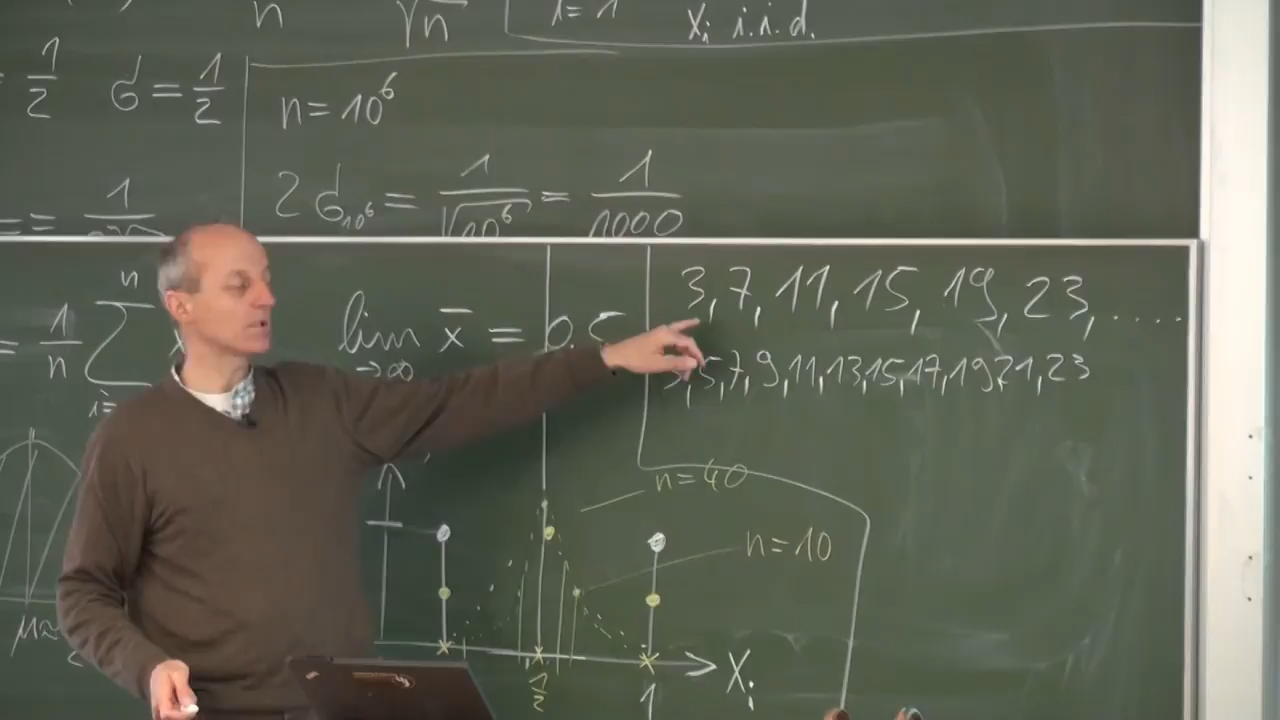 n √n i=1 x_i i.i.d.
= 1/2 σ = 1/2
n = 10^6
2σ_{10^6} = 1/√(10^6) = 1/1000
3, 7, 11, 15, 19, 23, ....
= 1/n ∑ n lim x̄ = 0.5
→∞
5, 7, 9, 11, 13, 15, 17, 19, 21, 23
n=40
n=10
X_i
1/2
1